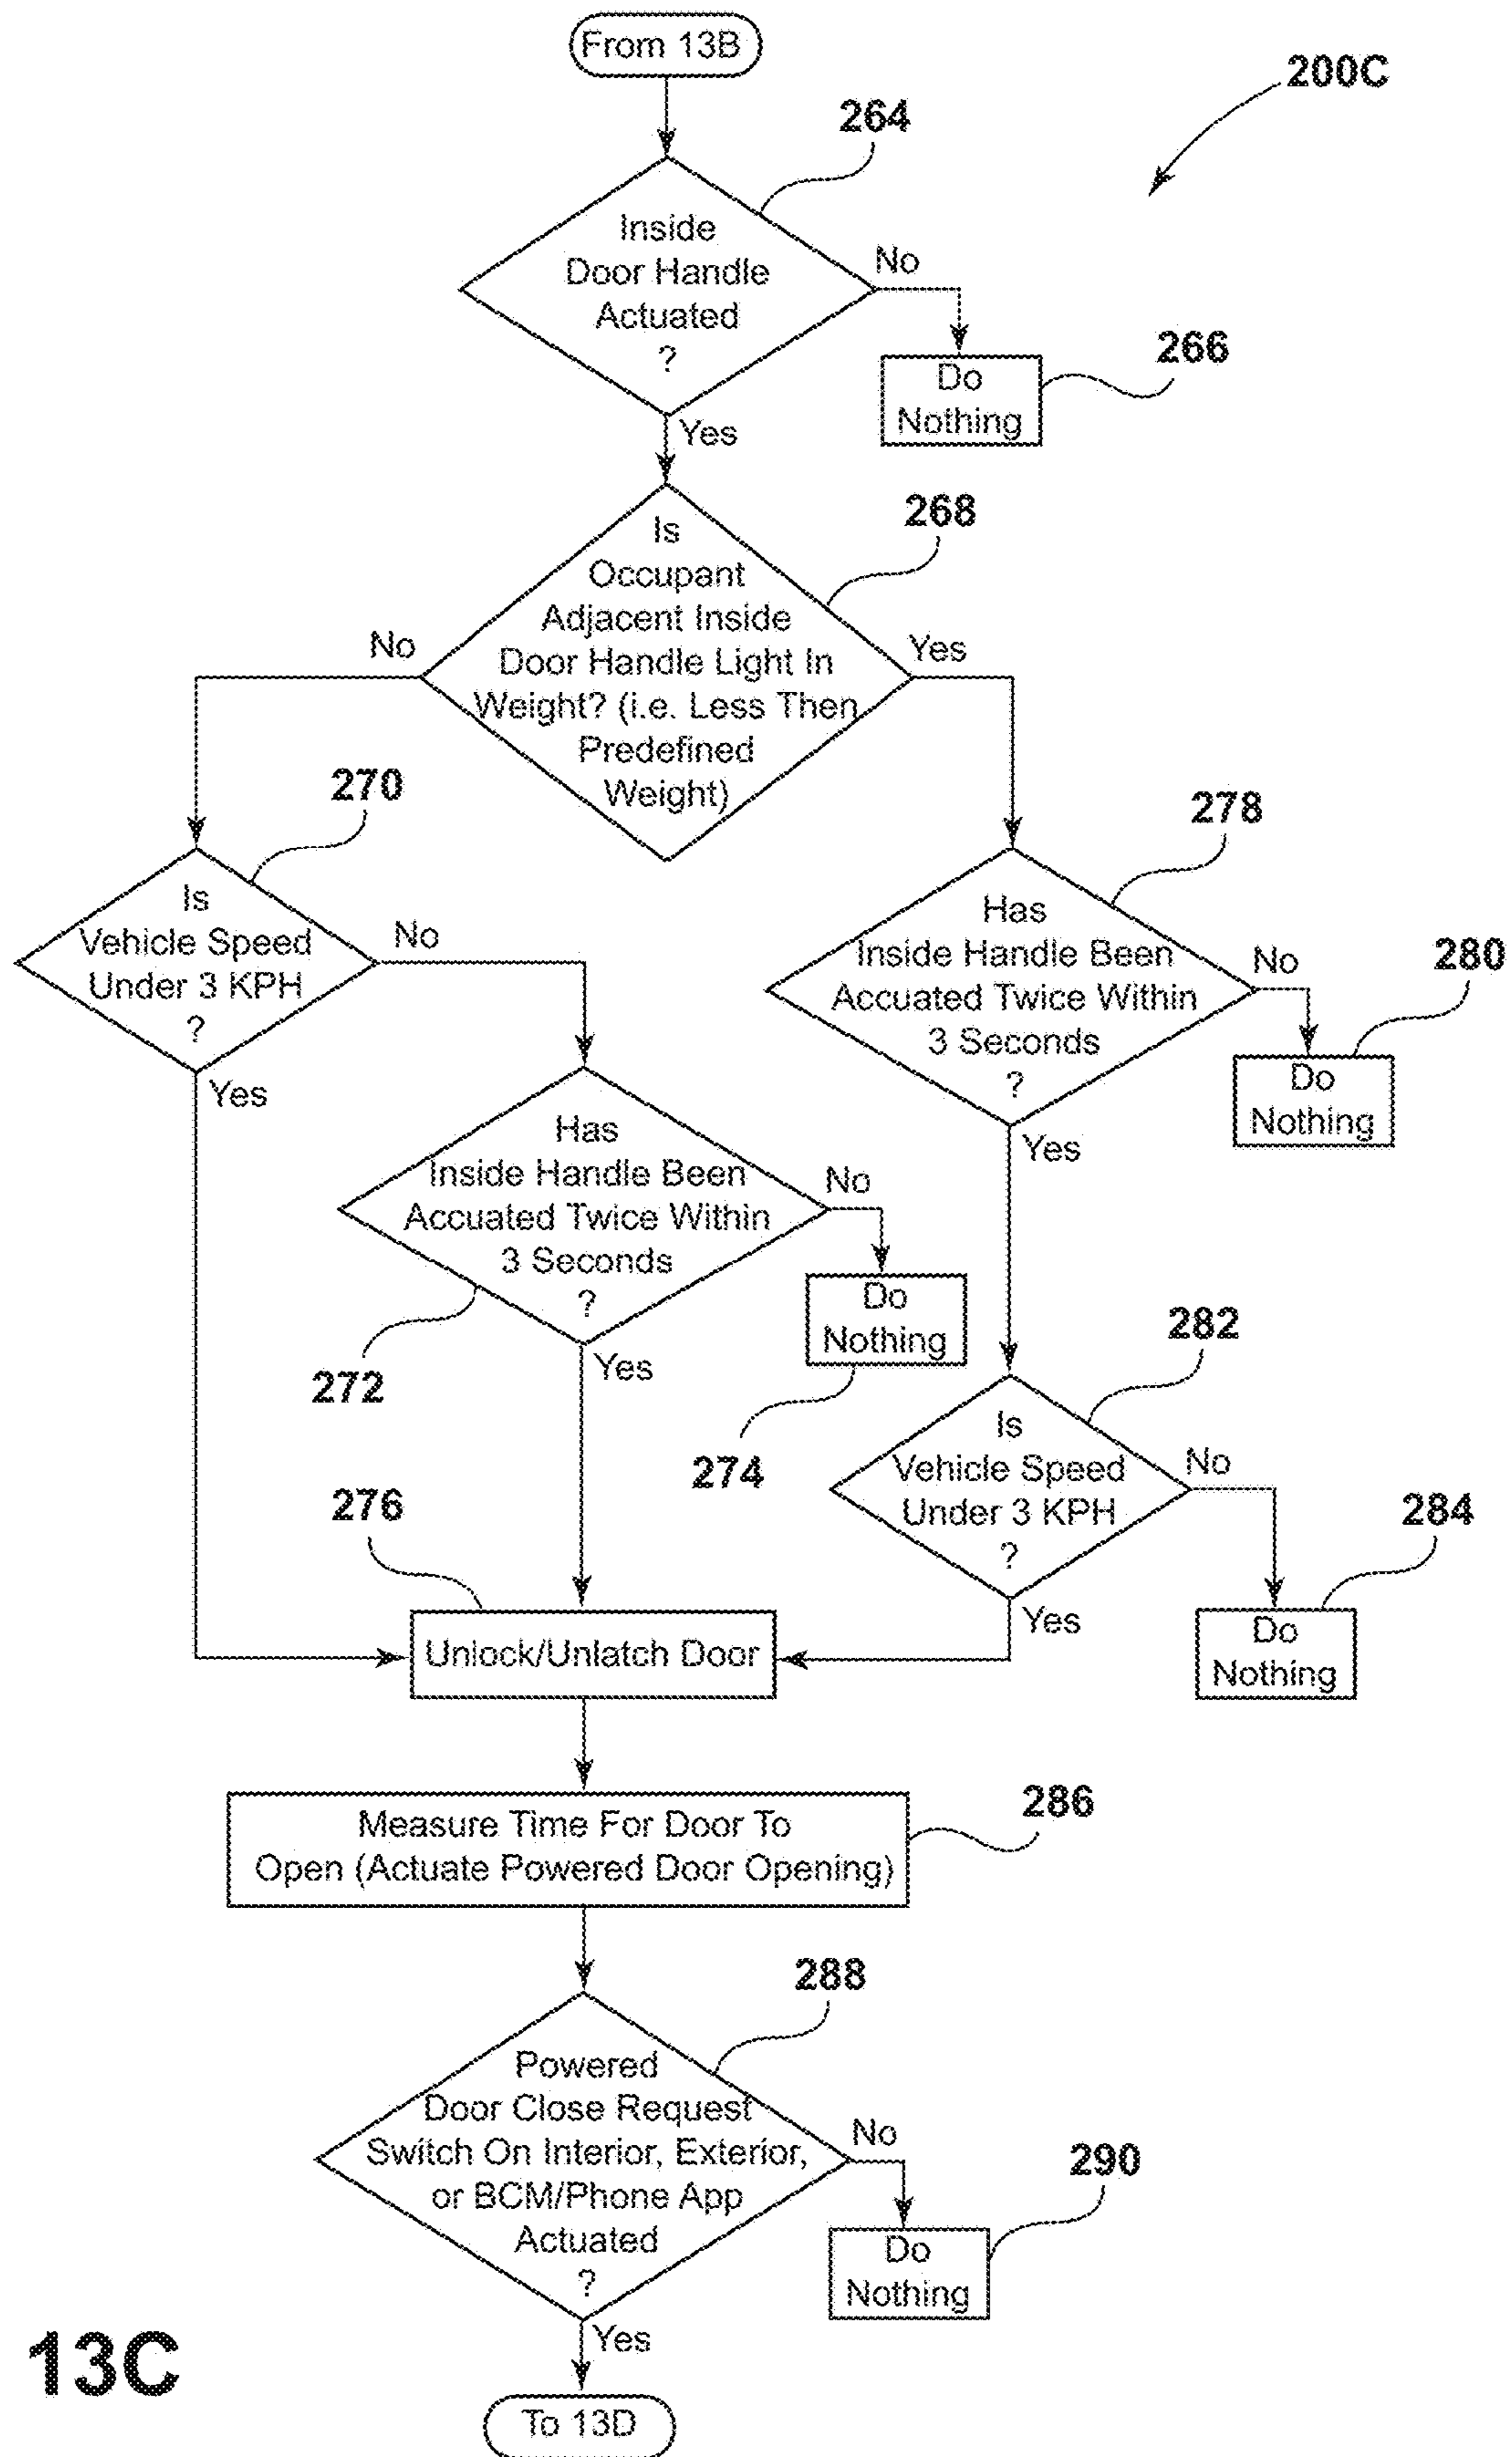 From 13B
200C
264
Inside
Door Handle
Actuated
?
No
266
Do
Nothing
Yes
268
Is
Occupant
Adjacent Inside
Door Handle Light In
Weight? (i.e. Less Then
Predefined
Weight)
No
Yes
270
Is
Vehicle Speed
Under 3 KPH
?
No
Yes
278
Has
Inside Handle Been
Accuated Twice Within
3 Seconds
?
No
280
Do
Nothing
Yes
Has
Inside Handle Been
Accuated Twice Within
3 Seconds
?
No
272
Do
Nothing
274
Yes
282
Is
Vehicle Speed
Under 3 KPH
?
No
284
Do
Nothing
Yes
276
Unlock/Unlatch Door
Measure Time For Door To
Open (Actuate Powered Door Opening)
286
288
Powered
Door Close Request
Switch On Interior, Exterior,
or BCM/Phone App
Actuated
?
No
290
Do
Nothing
Yes
13C
To 13D